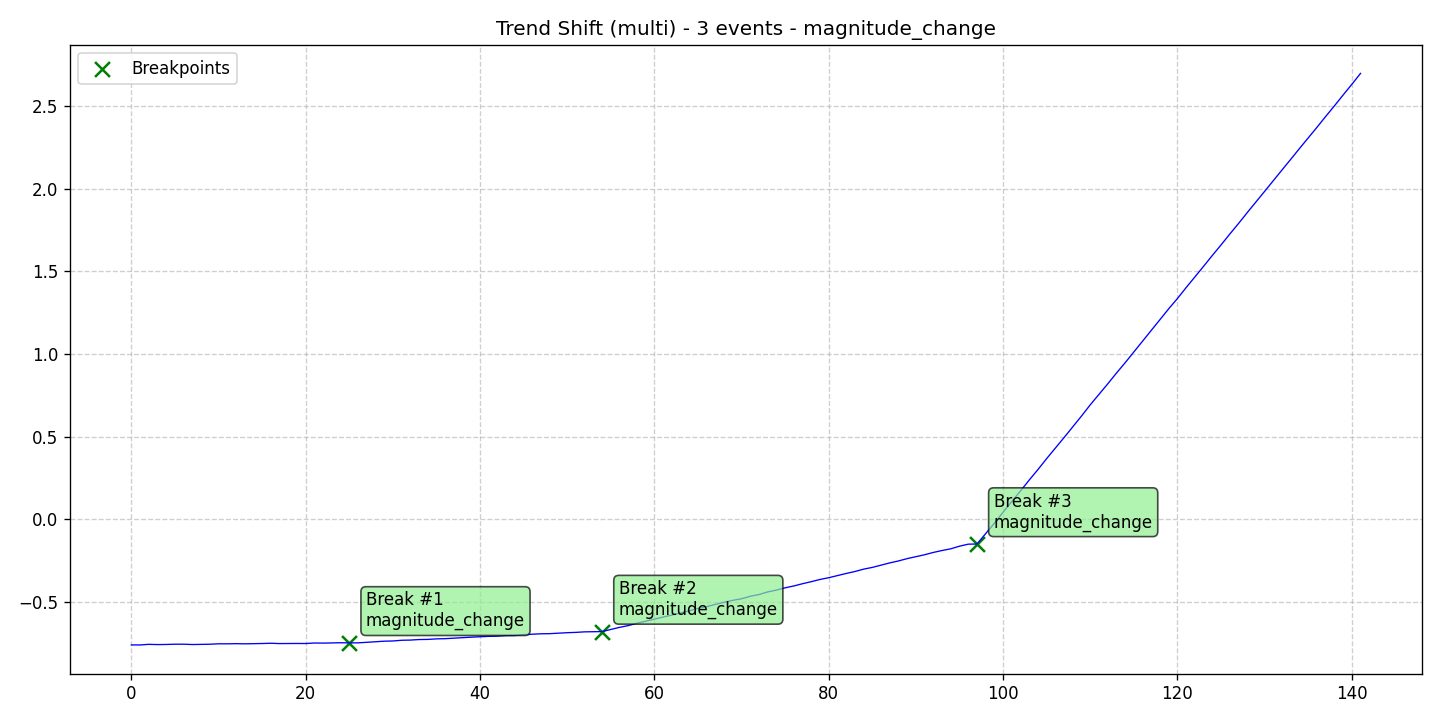 Trend Shift (multi) - 3 events - magnitude_change
Breakpoints
2.5
2.0
1.5
1.0
0.5
0.0
−0.5
Break #3
magnitude_change
Break #2
magnitude_change
Break #1
magnitude_change
0
20
40
60
80
100
120
140